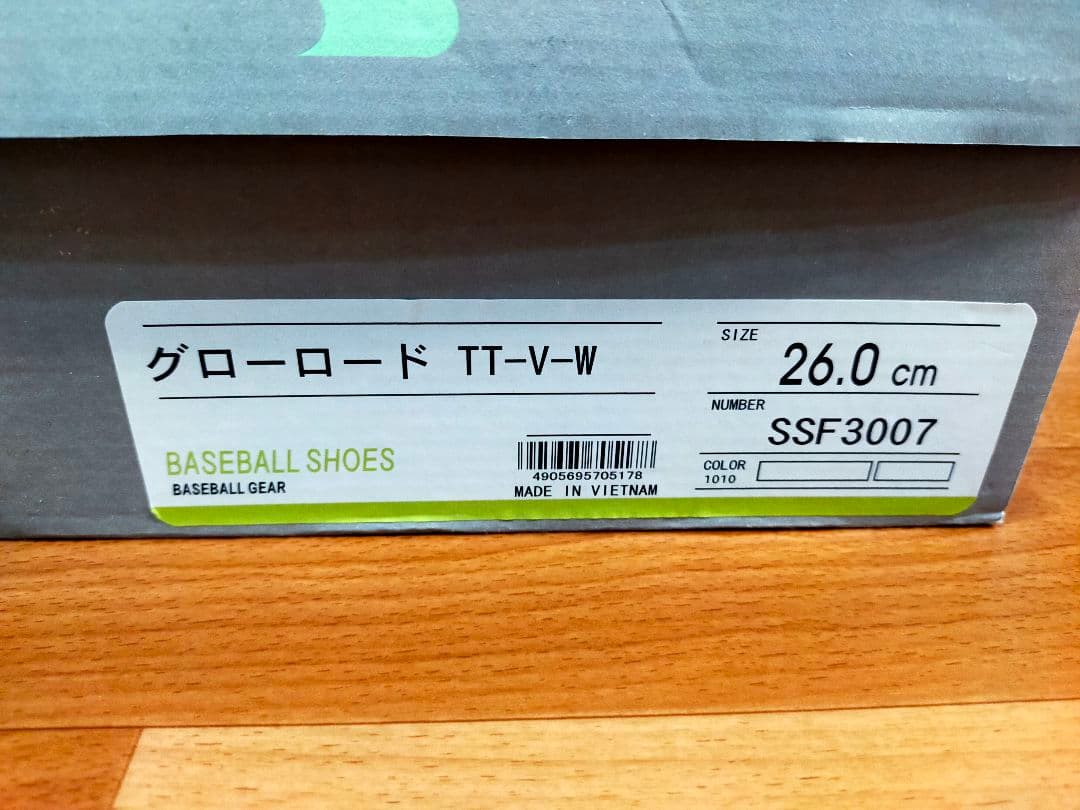 グローロード TT-V-W
SIZE
26.0 cm
NUMBER
SSF3007
BASEBALL SHOES
BASEBALL GEAR
4905695705178
MADE IN VIETNAM
COLOR
1010